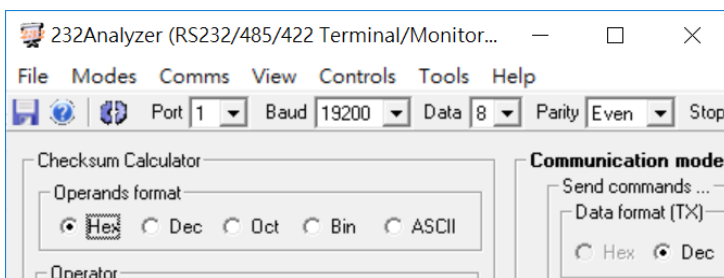 232Analyzer (RS232/485/422 Terminal/Monitor...
File Modes Comms View Controls Tools Help
Port 1 Baud 19200 Data 8 Parity Even Stop
Checksum Calculator
Operands format
Hex Dec Oct Bin ASCII
Operator
Communication mode
Send commands ...
Data format (TX)
Hex Dec